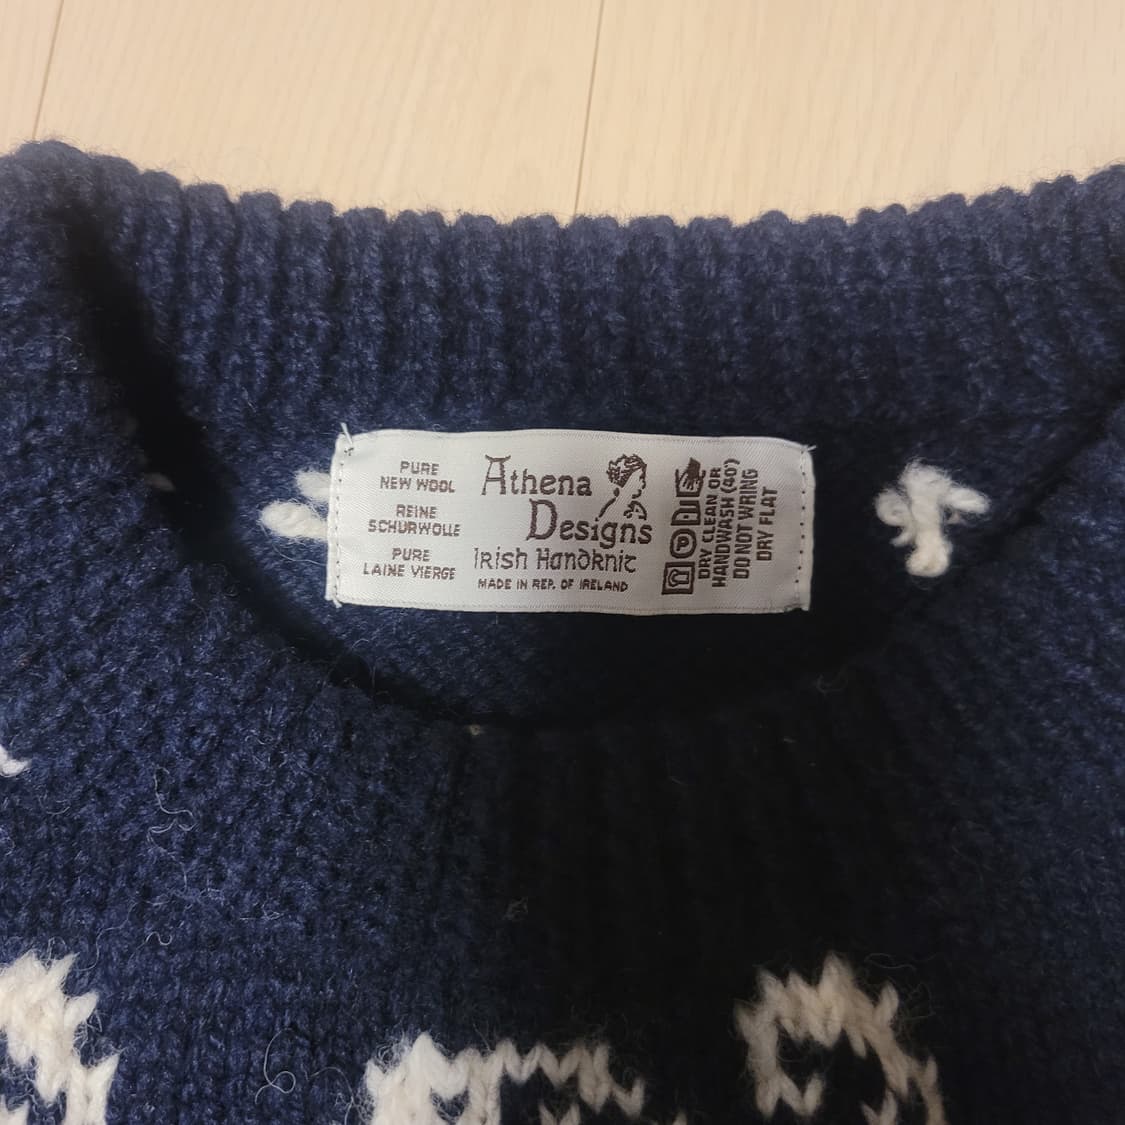 PURE
NEW WOOL
REINE
SCHURWOLLE
PURE
LAINE VIERGE
Athena
Designs
Irish Handknit
MADE IN REP. OF IRELAND
DRY CLEAN OR
HANDWASH (40°)
DO NOT WRING
DRY FLAT